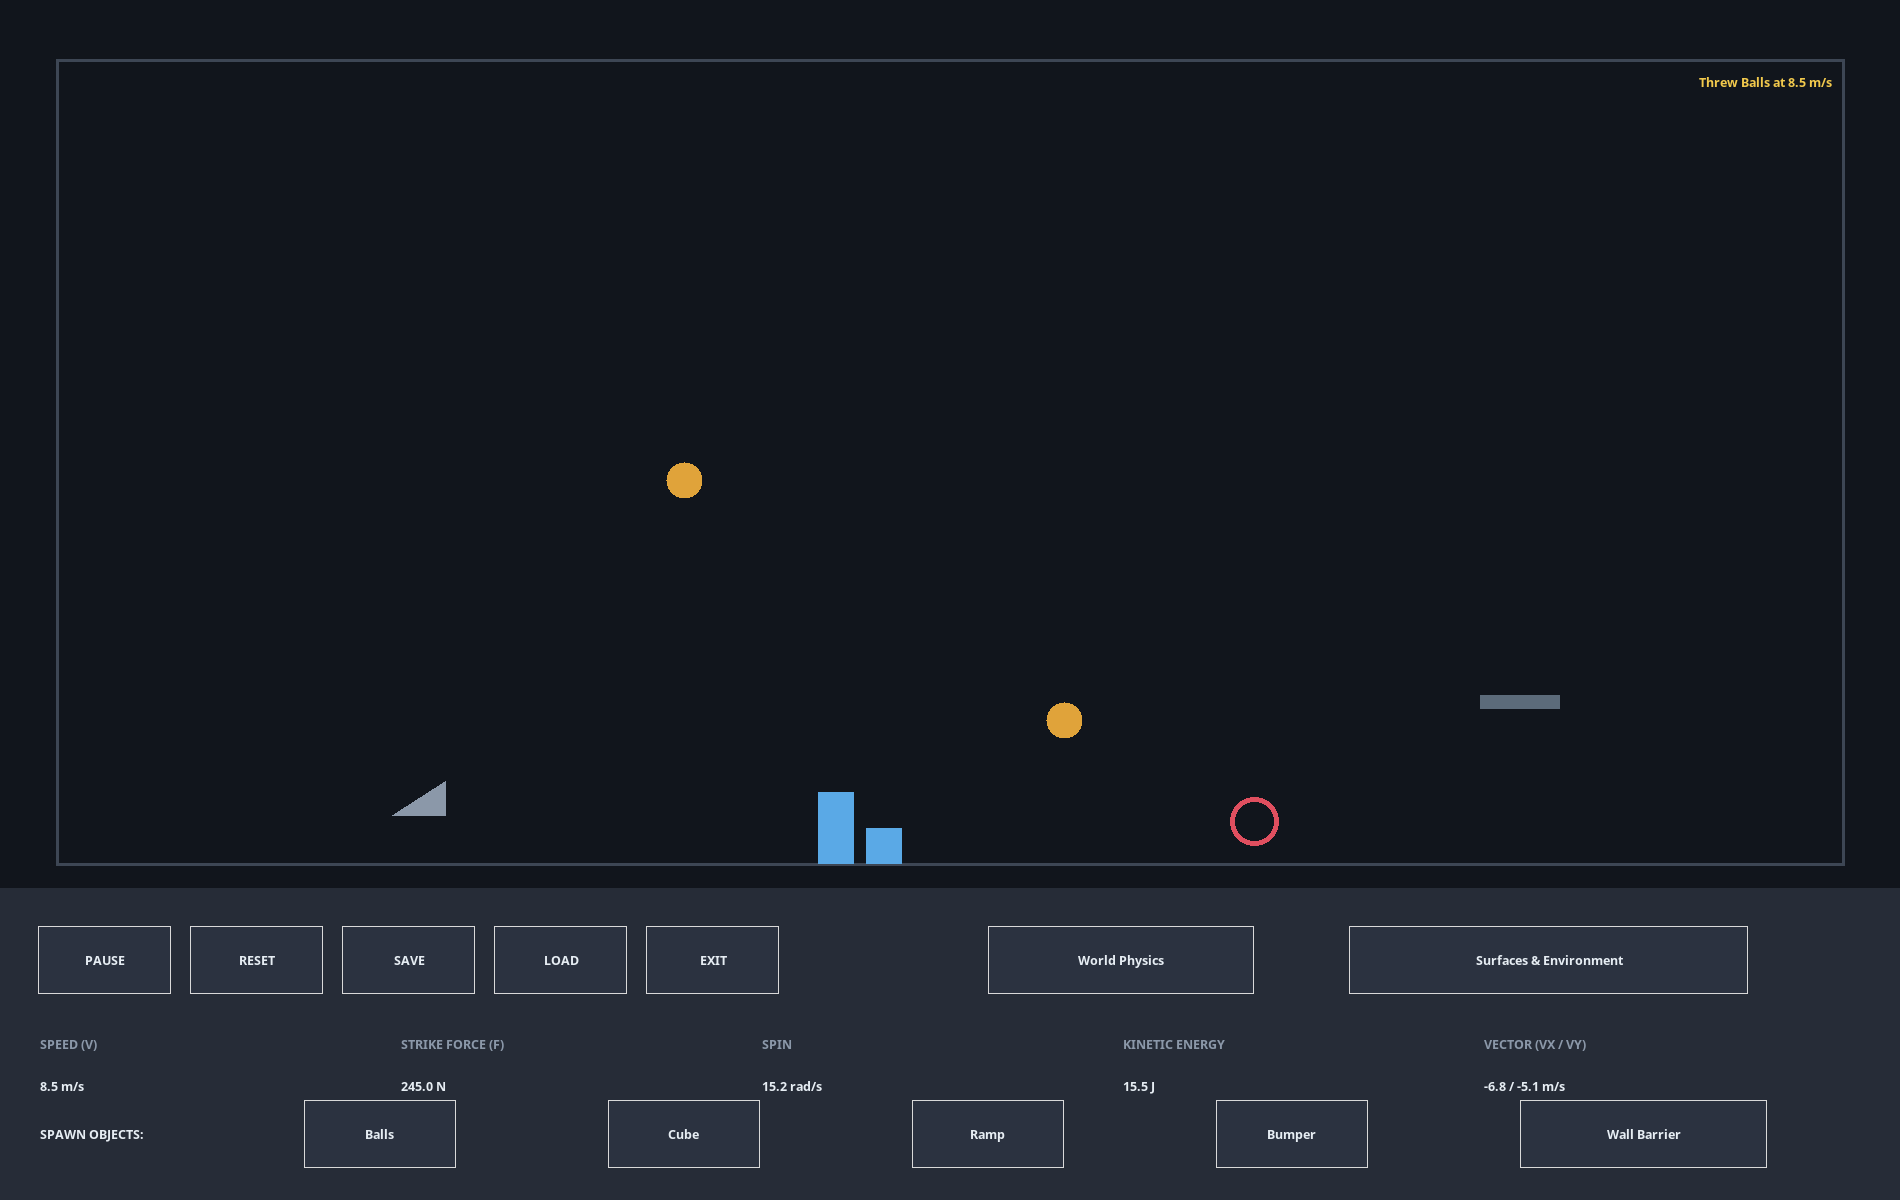 Threw Balls at 8.5 m/s
PAUSE RESET SAVE LOAD EXIT World Physics Surfaces & Environment
SPEED (V) STRIKE FORCE (F) SPIN KINETIC ENERGY VECTOR (VX / VY)
8.5 m/s 245.0 N 15.2 rad/s 15.5 J -6.8 / -5.1 m/s
SPAWN OBJECTS: Balls Cube Ramp Bumper Wall Barrier